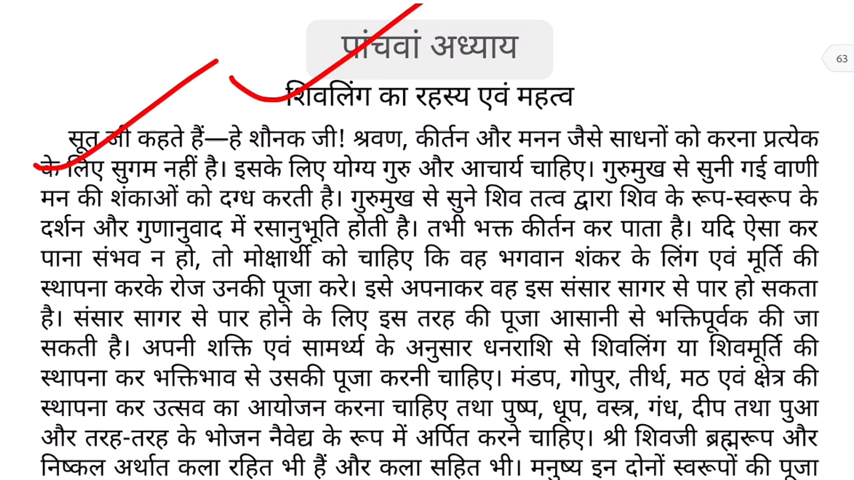 पांचवां अध्याय
63
शिवलिंग का रहस्य एवं महत्व
सूत जी कहते हैं—हे शौनक जी! श्रवण, कीर्तन और मनन जैसे साधनों को करना प्रत्येक
के लिए सुगम नहीं है। इसके लिए योग्य गुरु और आचार्य चाहिए। गुरुमुख से सुनी गई वाणी
मन की शंकाओं को दग्ध करती है। गुरुमुख से सुने शिव तत्व द्वारा शिव के रूप-स्वरूप के
दर्शन और गुणानुवाद में रसानुभूति होती है। तभी भक्त कीर्तन कर पाता है। यदि ऐसा कर
पाना संभव न हो, तो मोक्षार्थी को चाहिए कि वह भगवान शंकर के लिंग एवं मूर्ति की
स्थापना करके रोज उनकी पूजा करे। इसे अपनाकर वह इस संसार सागर से पार हो सकता
है। संसार सागर से पार होने के लिए इस तरह की पूजा आसानी से भक्तिपूर्वक की जा
सकती है। अपनी शक्ति एवं सामर्थ्य के अनुसार धनराशि से शिवलिंग या शिवमूर्ति की
स्थापना कर भक्तिभाव से उसकी पूजा करनी चाहिए। मंडप, गोपुर, तीर्थ, मठ एवं क्षेत्र की
स्थापना कर उत्सव का आयोजन करना चाहिए तथा पुष्प, धूप, वस्त्र, गंध, दीप तथा पुआ
और तरह-तरह के भोजन नैवेद्य के रूप में अर्पित करने चाहिए। श्री शिवजी ब्रह्मरूप और
निष्कल अर्थात कला रहित भी हैं और कला सहित भी। मनुष्य इन दोनों स्वरूपों की पूजा